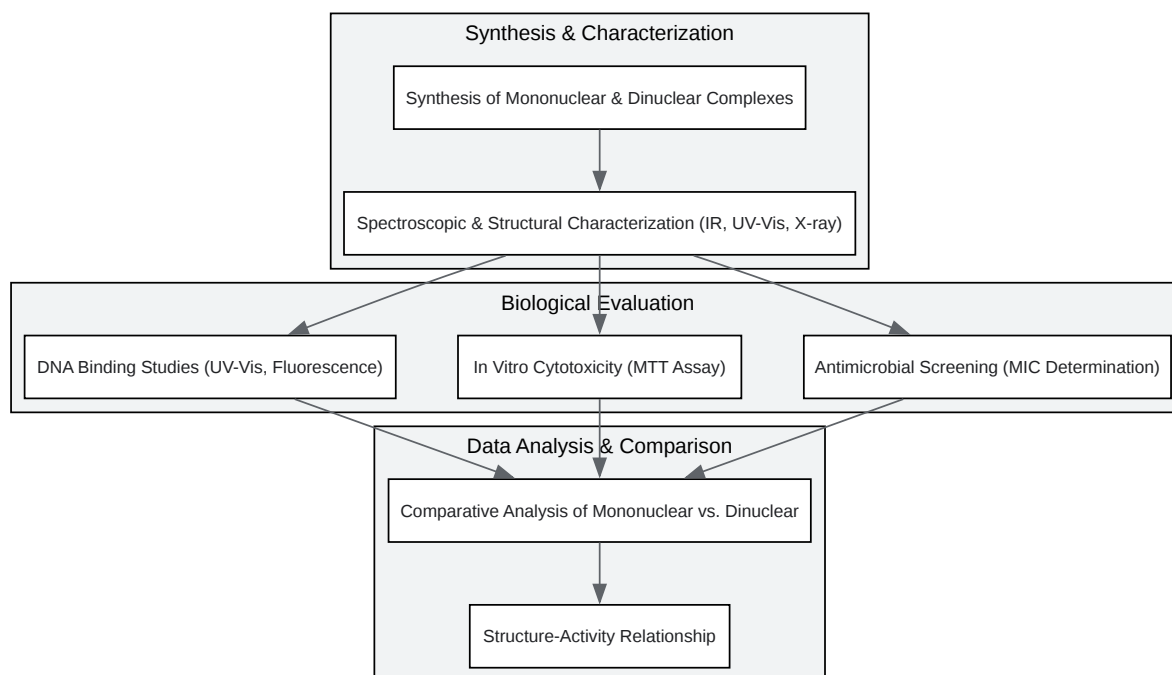 Synthesis & Characterization
Synthesis of Mononuclear & Dinuclear Complexes
Spectroscopic & Structural Characterization (IR, UV-Vis, X-ray)
Biological Evaluation
DNA Binding Studies (UV-Vis, Fluorescence)
In Vitro Cytotoxicity (MTT Assay)
Antimicrobial Screening (MIC Determination)
Data Analysis & Comparison
Comparative Analysis of Mononuclear vs. Dinuclear
Structure-Activity Relationship